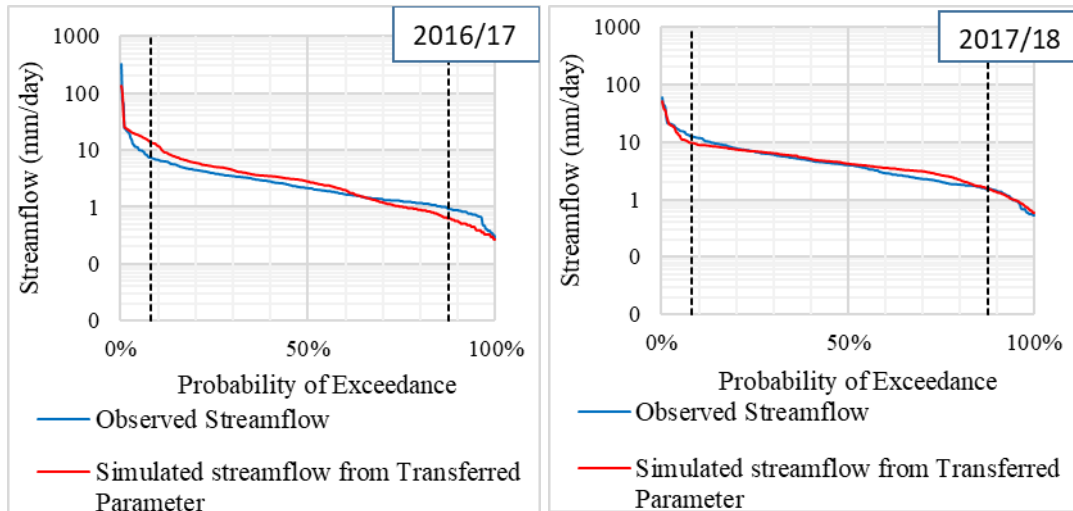 2016/17
1000
100
10
1
0
0
Streamflow (mm/day)
0%
50%
100%
Probability of Exceedance
Observed Streamflow
Simulated streamflow from Transferred
Parameter
2017/18
1000
100
10
1
0
0
Streamflow (mm/day)
0%
50%
100%
Probability of Exceedance
Observed Streamflow
Simulated streamflow from Transferred
Parameter